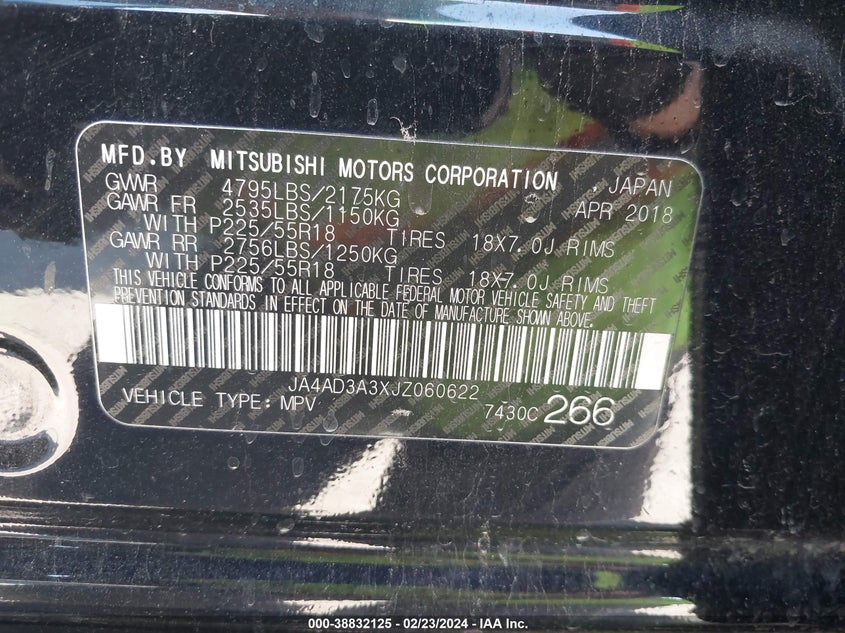 MFD.BY MITSUBISHI MOTORS CORPORATION , JAPAN
GVWR 4795LBS/2175KG APR 2018
GAWR FR 2535LBS/1150KG
WITH P225/55R18 TIRES 18X7.0J RIMS
GAWR RR 2756LBS/1250KG
WITH P225/55R18 TIRES 18X7.0J RIMS
THIS VEHICLE CONFORMS TO ALL APPLICABLE FEDERAL MOTOR VEHICLE SAFETY AND THEFT
PREVENTION STANDARDS IN EFFECT ON THE DATE OF MANUFACTURE SHOWN ABOVE.
JA4AD3A3XJZ060622
VEHICLE TYPE: MPV 7430C 266
000-38832125 - 02/23/2024 - IAA Inc.